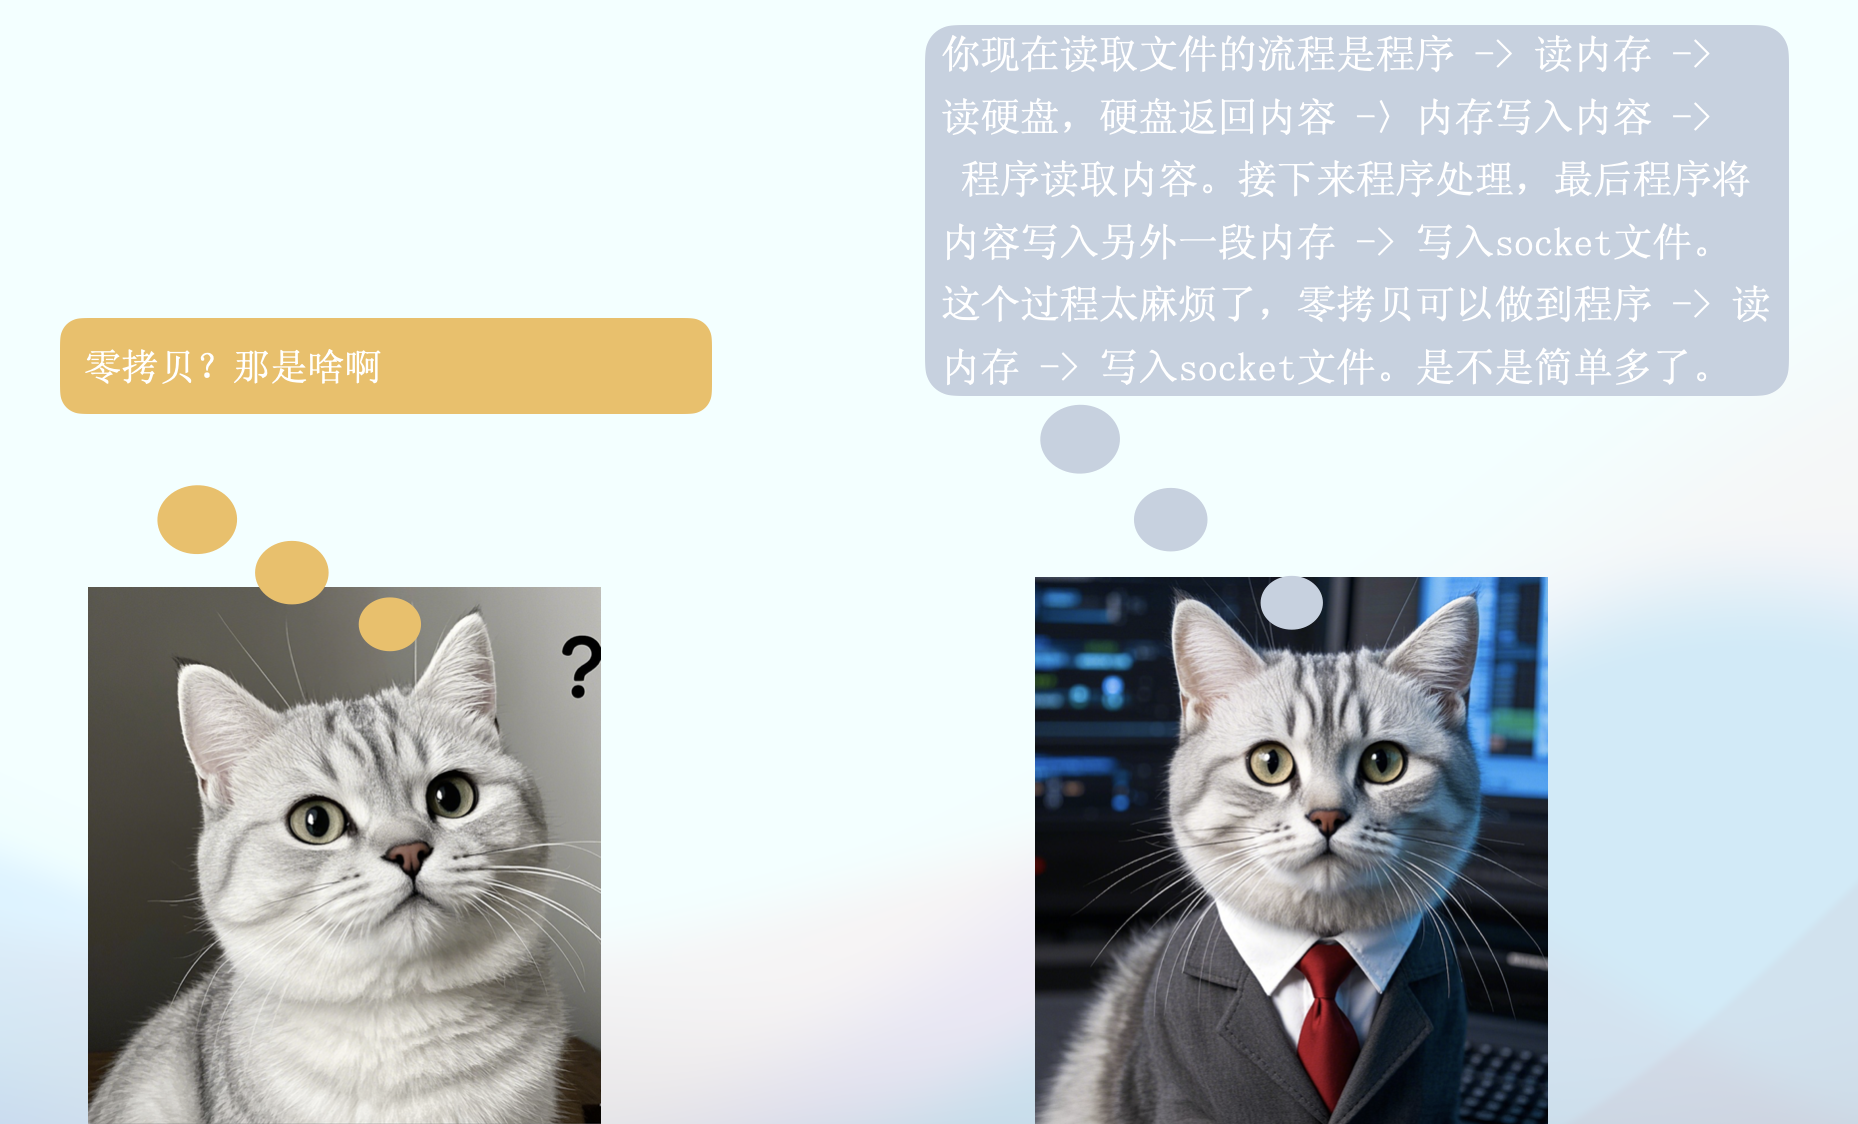 零拷贝？那是啥啊
你现在读取文件的流程是程序 -> 读内存 ->
读硬盘，硬盘返回内容 -〉 内存写入内容 ->
程序读取内容。接下来程序处理，最后程序将
内容写入另外一段内存 -> 写入socket文件。
这个过程太麻烦了，零拷贝可以做到程序 -> 读
内存 -> 写入socket文件。是不是简单多了。
?